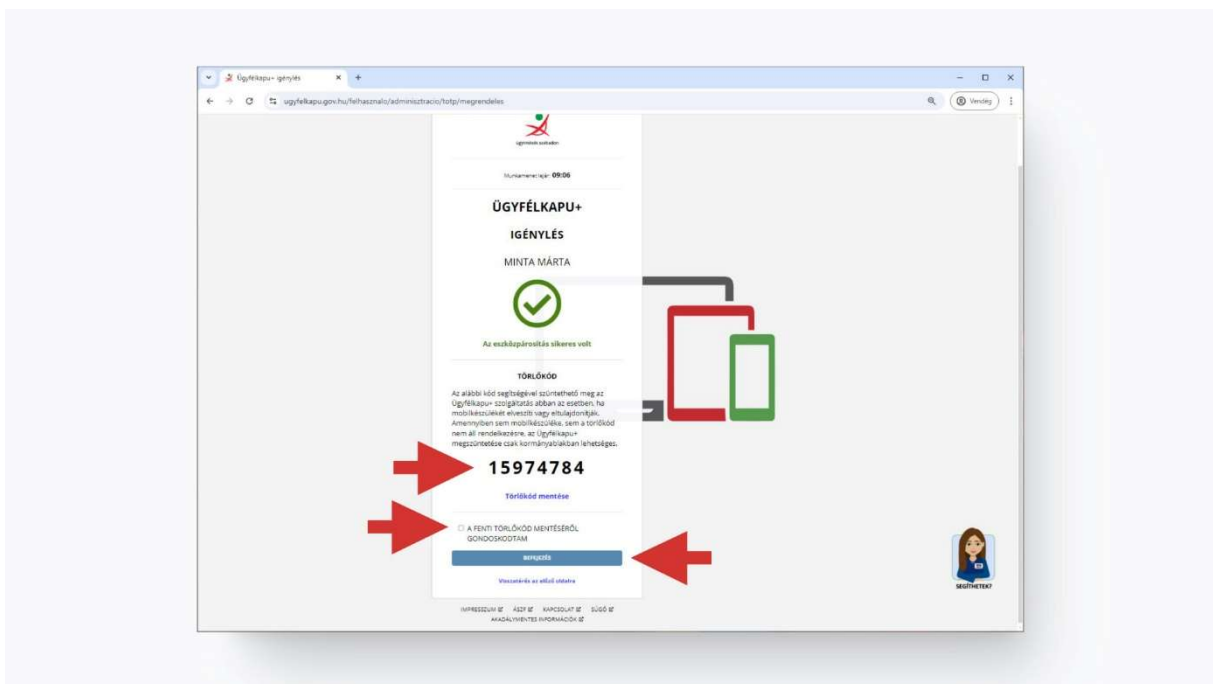 Ügyfélkapu+ igénylés
ugyfelkapu.gov.hu/felhasznalo/adminisztracio/totp/megrendeles
Vendég
ügyintézés szabadon
Munkamenet lejár: 09:06
ÜGYFÉLKAPU+
IGÉNYLÉS
MINTA MÁRTA
Az eszközpárosítás sikeres volt
TÖRLŐKÓD
Az alábbi kód segítségével szüntethető meg az
Ügyfélkapu+ szolgáltatás abban az esetben, ha
mobilkészülékét elveszíti vagy eltulajdonítják.
Amennyiben sem mobilkészüléke, sem a törlőkód
nem áll rendelkezésre, az Ügyfélkapu+
megszüntetése csak kormányablakban lehetséges.
15974784
Törlőkód mentése
A FENTI TÖRLŐKÓD MENTÉSÉRŐL
GONDOSKODTAM
BEFEJEZÉS
Visszatérés az előző oldalra
SEGÍTHETEK?
IMPRESSZUM ÁSZF KAPCSOLAT SÚGÓ
AKADÁLYMENTES INFORMÁCIÓK